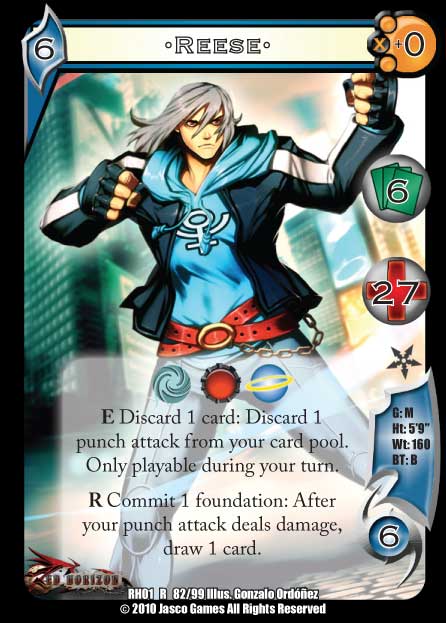 6
·REESE·
X +0
6
27
G: M
Ht: 5'9"
Wt: 160
BT: B
6
E Discard 1 card: Discard 1
punch attack from your card pool.
Only playable during your turn.
R Commit 1 foundation: After
your punch attack deals damage,
draw 1 card.
RED HORIZON
RH01 R 82/99 Illus. Gonzalo Ordóñez
© 2010 Jasco Games All Rights Reserved